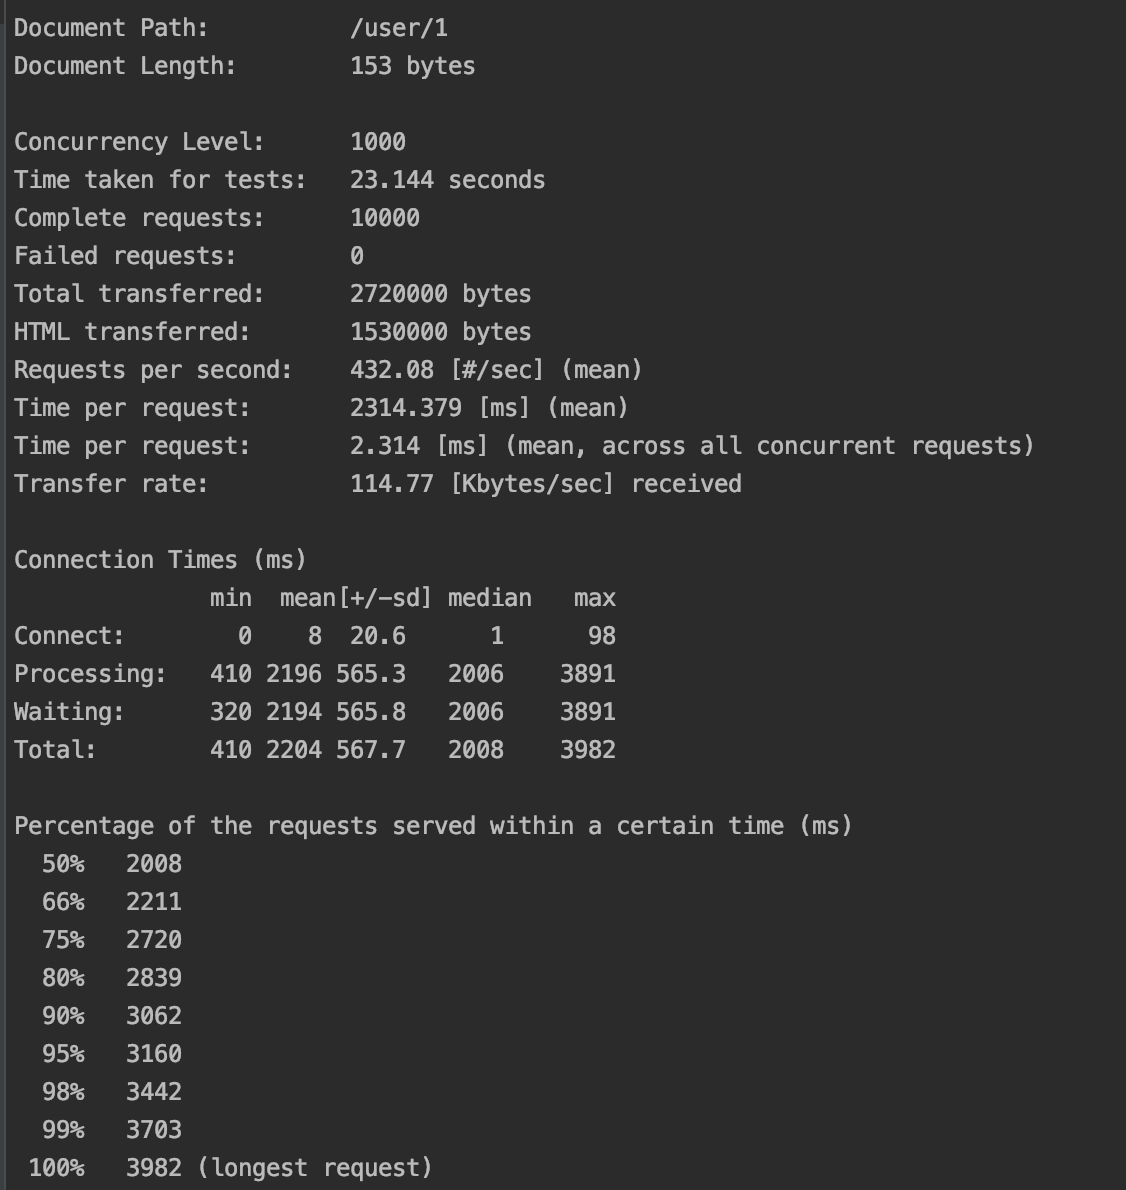 Document Path:          /user/1
Document Length:        153 bytes

Concurrency Level:      1000
Time taken for tests:   23.144 seconds
Complete requests:      10000
Failed requests:        0
Total transferred:      2720000 bytes
HTML transferred:       1530000 bytes
Requests per second:    432.08 [#/sec] (mean)
Time per request:       2314.379 [ms] (mean)
Time per request:       2.314 [ms] (mean, across all concurrent requests)
Transfer rate:          114.77 [Kbytes/sec] received

Connection Times (ms)
              min  mean[+/-sd] median   max
Connect:        0    8  20.6      1      98
Processing:   410 2196 565.3   2006    3891
Waiting:      320 2194 565.8   2006    3891
Total:        410 2204 567.7   2008    3982

Percentage of the requests served within a certain time (ms)
  50%   2008
  66%   2211
  75%   2720
  80%   2839
  90%   3062
  95%   3160
  98%   3442
  99%   3703
 100%   3982 (longest request)